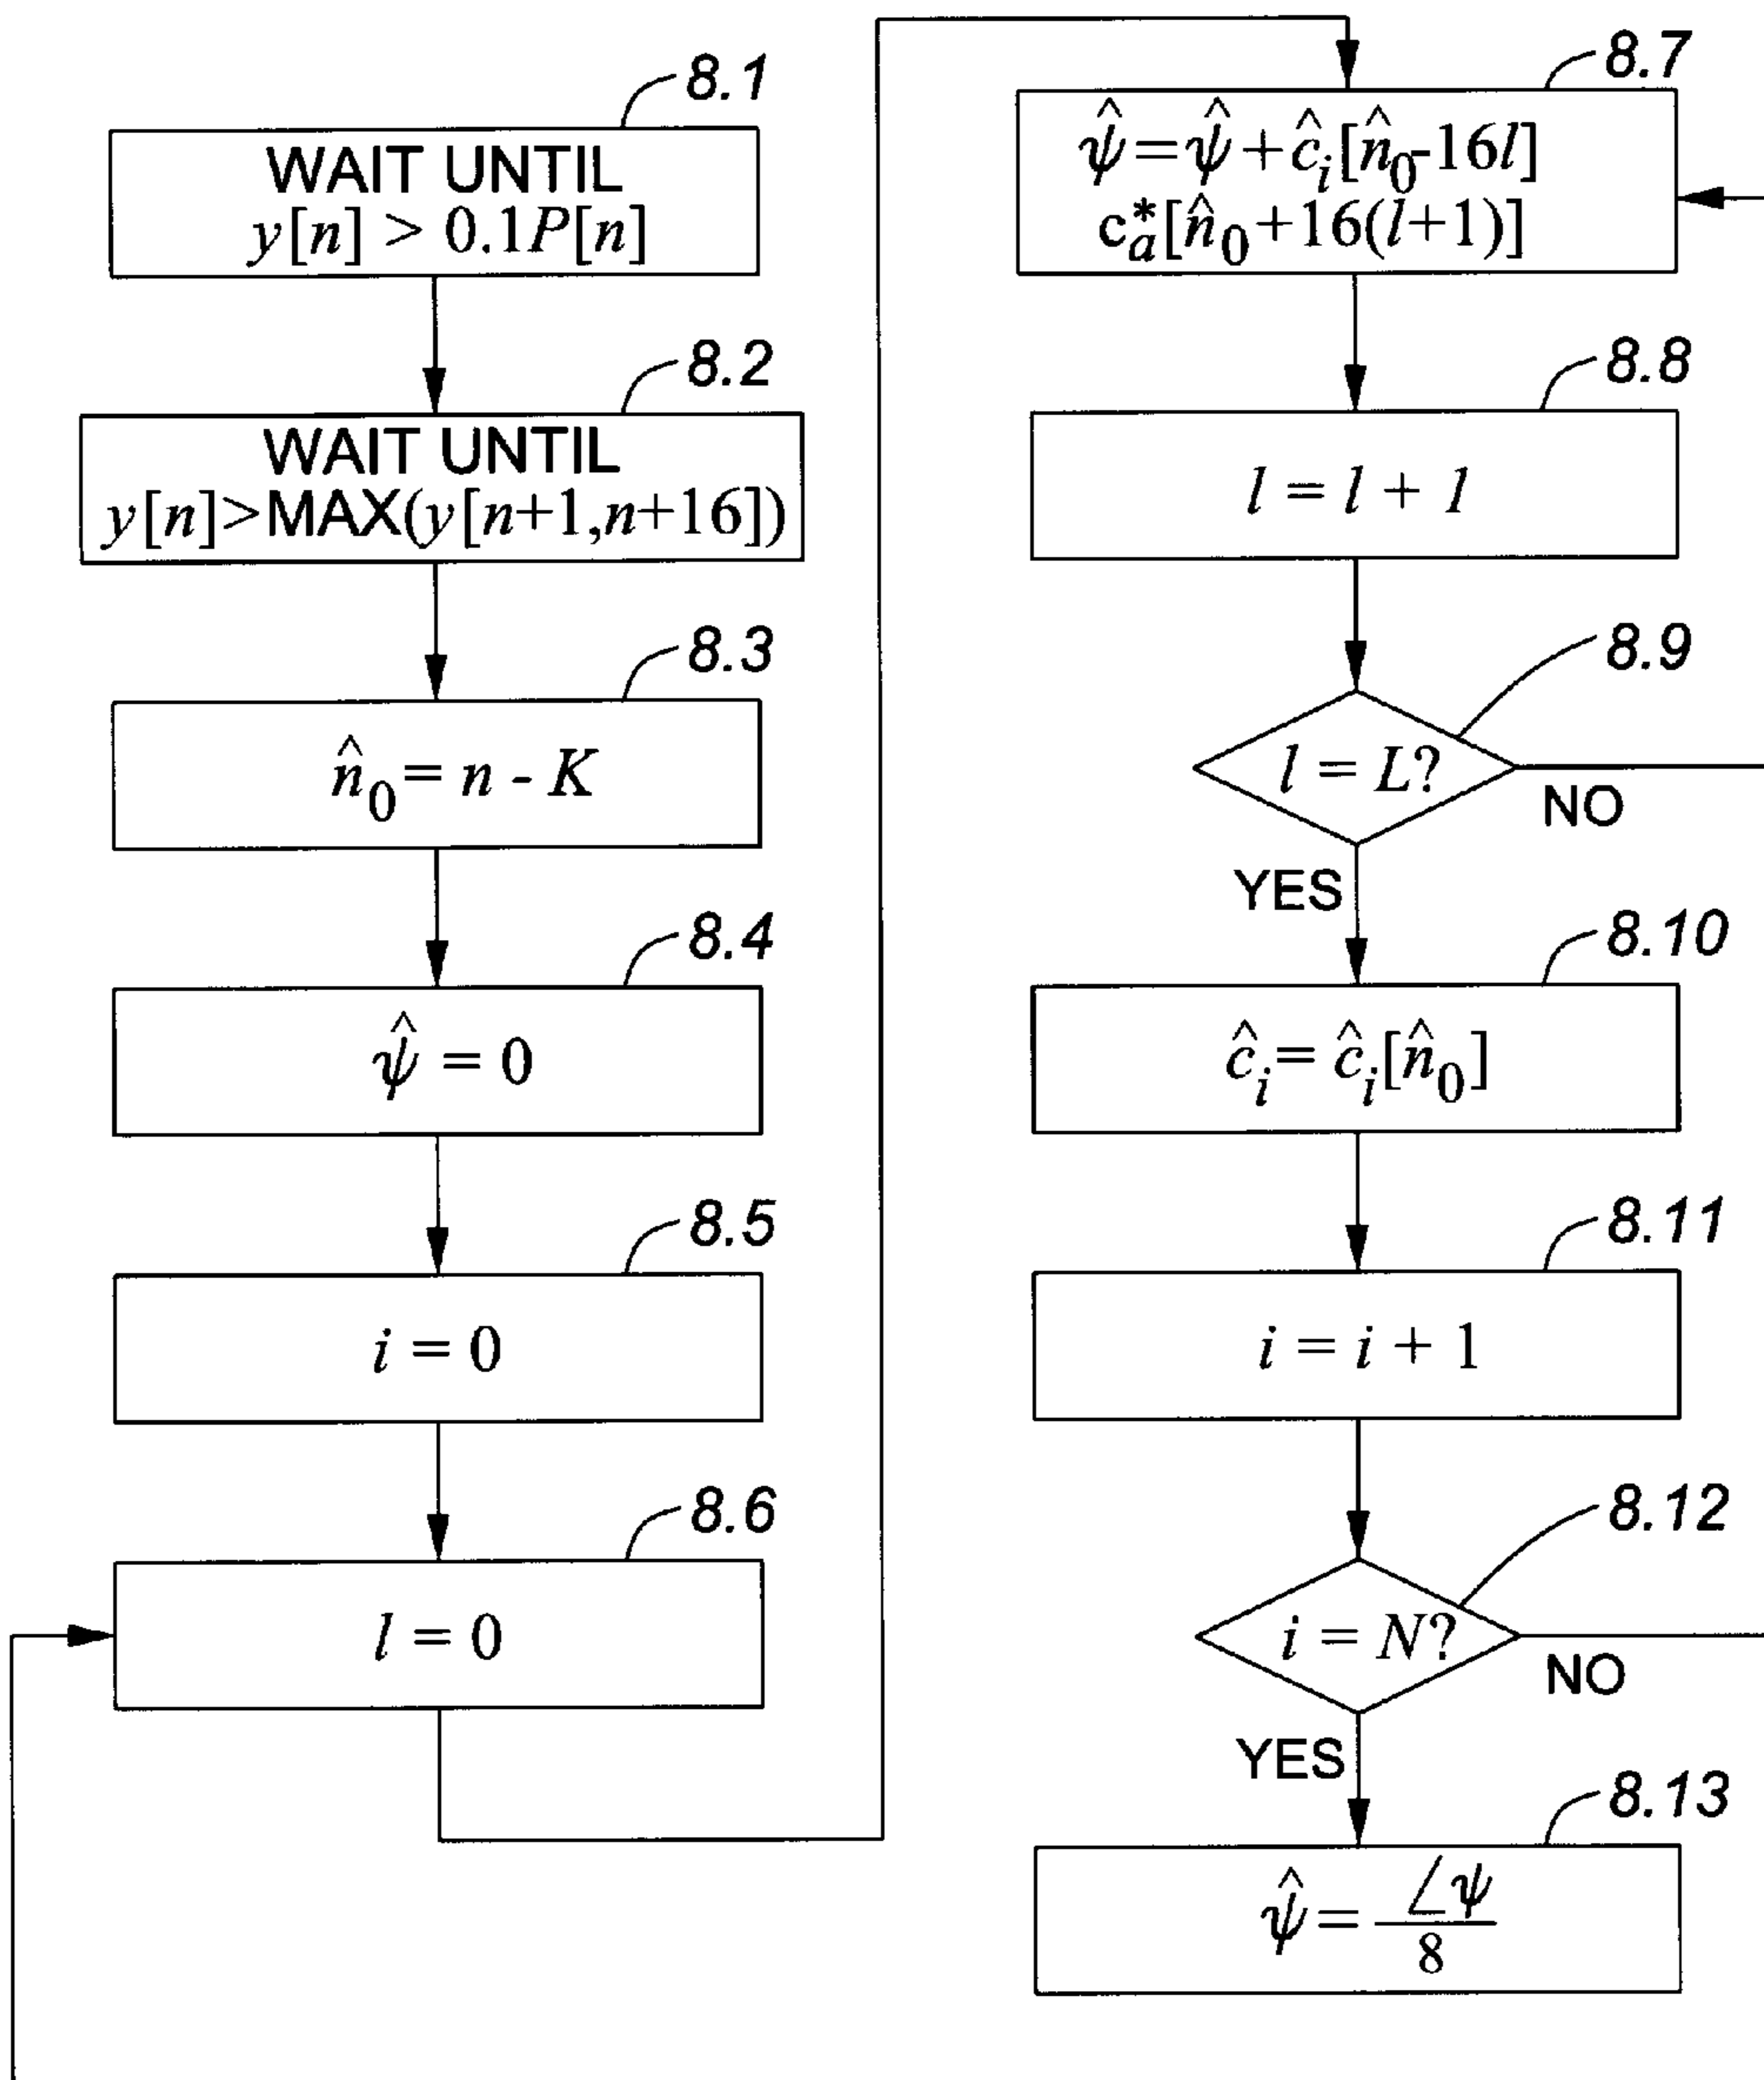 8.1
WAIT UNTIL
y[n] > 0.1P[n]
8.2
WAIT UNTIL
y[n]>MAX(y[n+1,n+16])
8.3
n̂₀ = n - K
8.4
ψ̂ = 0
8.5
i = 0
8.6
l = 0
8.7
ψ̂ = ψ̂ + ĉᵢ[n̂₀-16l]
c*ₐ[n̂₀+16(l+1)]
8.8
l = l + 1
8.9
l = L?
NO
YES
8.10
ĉᵢ = ĉᵢ[n̂₀]
8.11
i = i + 1
8.12
i = N?
NO
YES
8.13
ψ̂ = ∠ψ
8